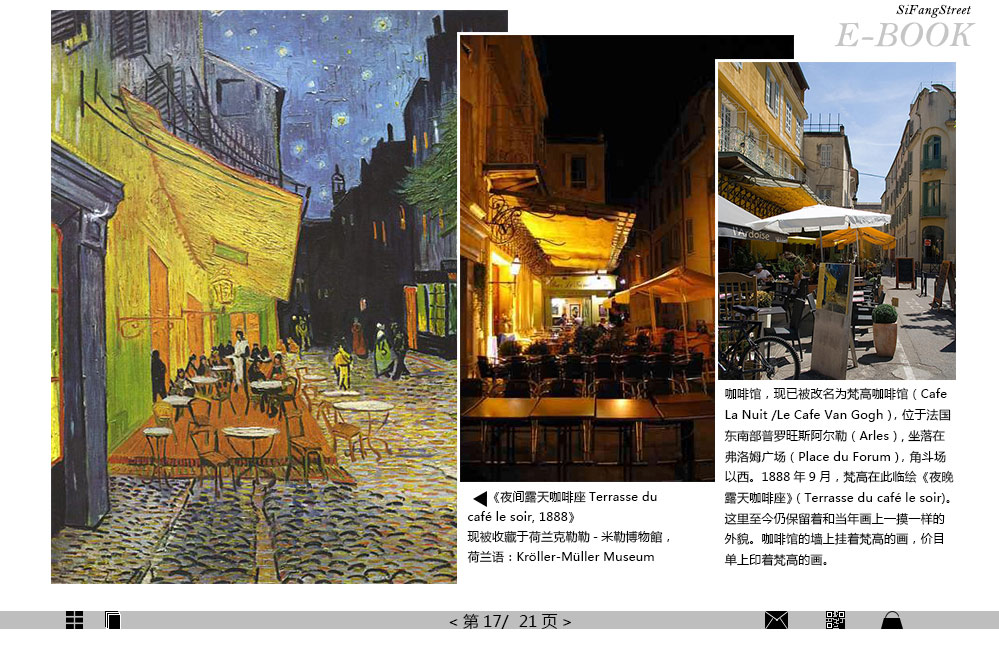 SiFangStreet
E-BOOK
V'Ardoise
咖啡馆，现已被改名为梵高咖啡馆（Cafe
La Nuit /Le Cafe Van Gogh），位于法国
东南部普罗旺斯阿尔勒（Arles），坐落在
弗洛姆广场（Place du Forum），角斗场
以西。1888 年 9 月，梵高在此临绘《夜晚
露天咖啡座》（Terrasse du café le soir)。
这里至今仍保留着和当年画上一摸一样的
外貌。咖啡馆的墙上挂着梵高的画，价目
单上印着梵高的画。
《夜间露天咖啡座 Terrasse du
café le soir, 1888》
现被收藏于荷兰克勒勒 - 米勒博物館，
荷兰语：Kröller-Müller Museum
< 第 17/ 21 页 >